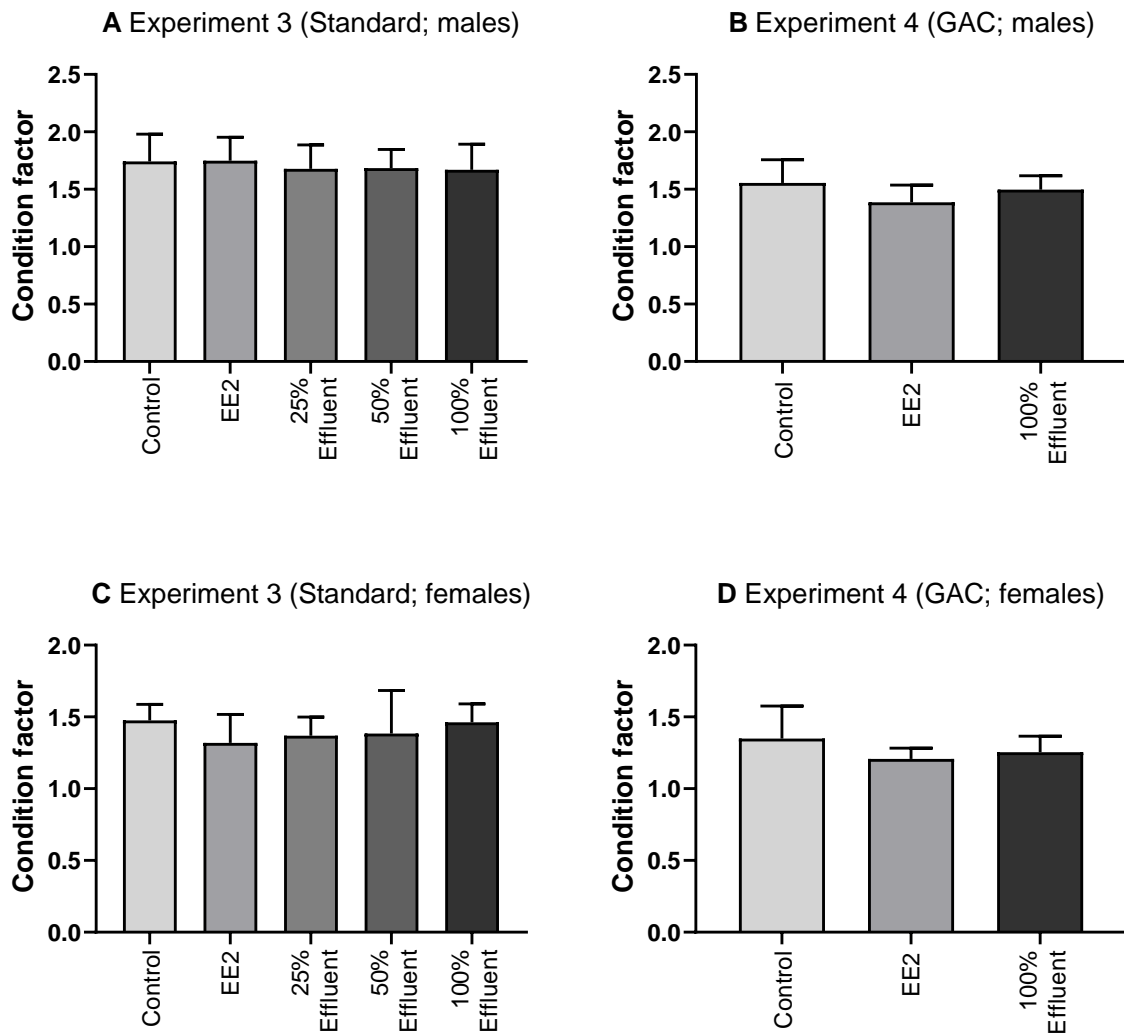 A Experiment 3 (Standard; males)
Condition factor
2.5
2.0
1.5
1.0
0.5
0.0
Control
EE2
25%
Effluent
50%
Effluent
100%
Effluent
B Experiment 4 (GAC; males)
Condition factor
2.5
2.0
1.5
1.0
0.5
0.0
Control
EE2
100%
Effluent
C Experiment 3 (Standard; females)
Condition factor
2.0
1.5
1.0
0.5
0.0
Control
EE2
25%
Effluent
50%
Effluent
100%
Effluent
D Experiment 4 (GAC; females)
Condition factor
2.0
1.5
1.0
0.5
0.0
Control
EE2
100%
Effluent